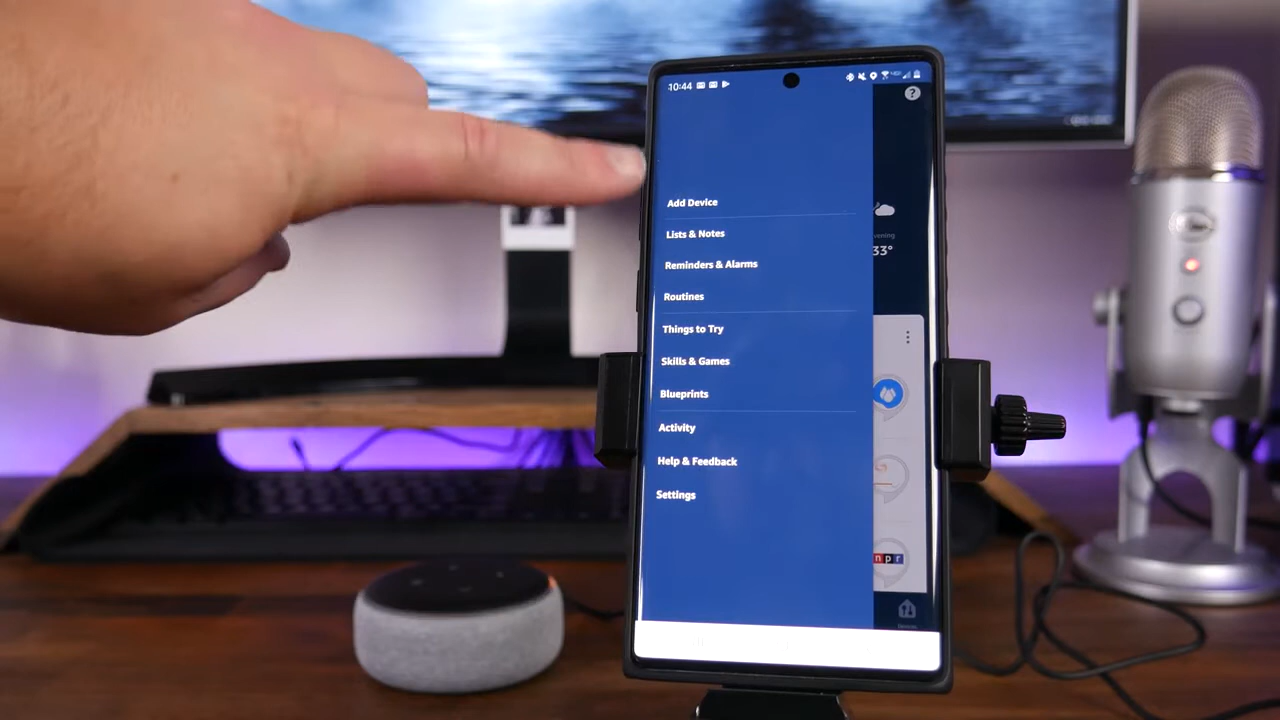 10:44
?
Add Device
Lists & Notes
Reminders & Alarms
Routines
Things to Try
Skills & Games
Blueprints
Activity
Help & Feedback
Settings
33°
npr